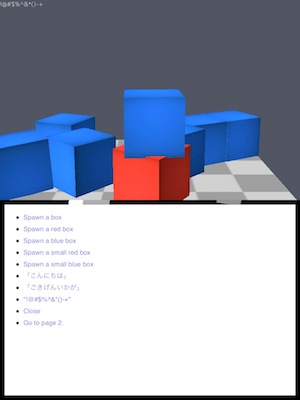 !@#$%^&*()-+
Spawn a box
Spawn a red box
Spawn a blue box
Spawn a small red box
Spawn a small blue box
「こんにちは」
「ごきげんいかが」
"!@#$%^&*()-+"
Close
Go to page 2.